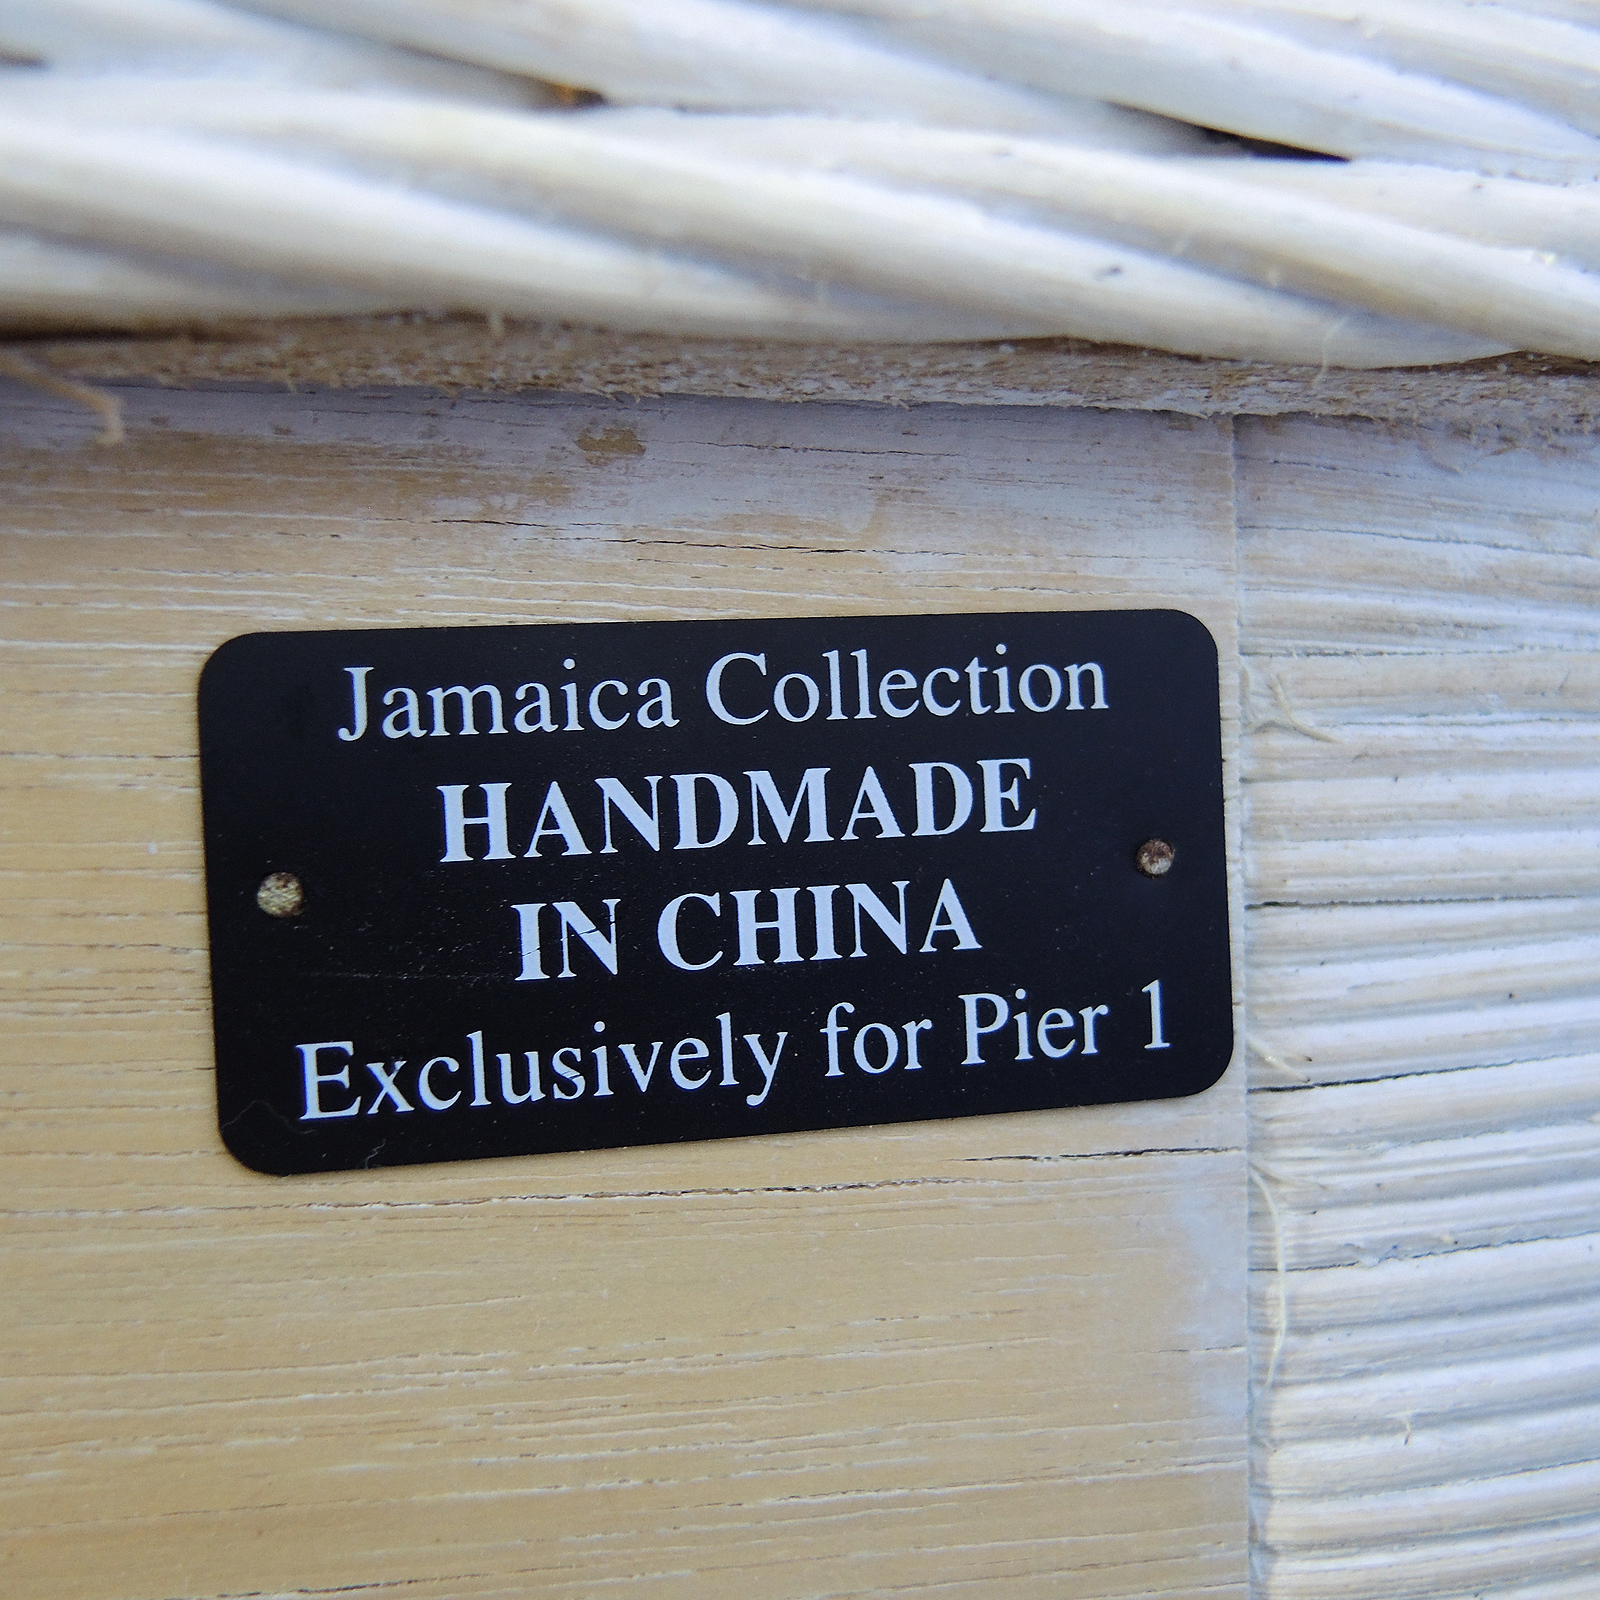 Jamaica Collection
HANDMADE
IN CHINA
Exclusively for Pier 1